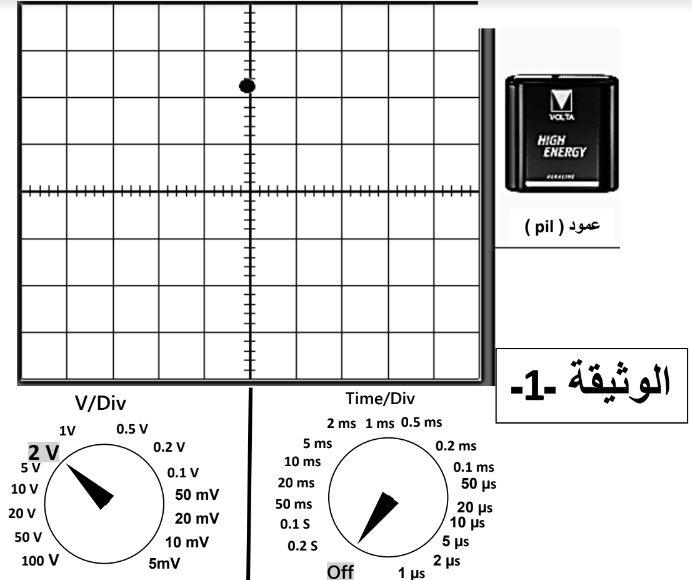 VOLTA
HIGH
ENERGY
ALKALINE
عمود ( pil )
الوثيقة -1-
V/Div
1V
0.5 V
2 V
0.2 V
5 V
0.1 V
10 V
50 mV
20 V
20 mV
50 V
10 mV
100 V
5mV
Time/Div
2 ms
1 ms
0.5 ms
5 ms
0.2 ms
10 ms
0.1 ms
20 ms
50 µs
50 ms
20 µs
0.1 S
10 µs
0.2 S
5 µs
Off
2 µs
1 µs